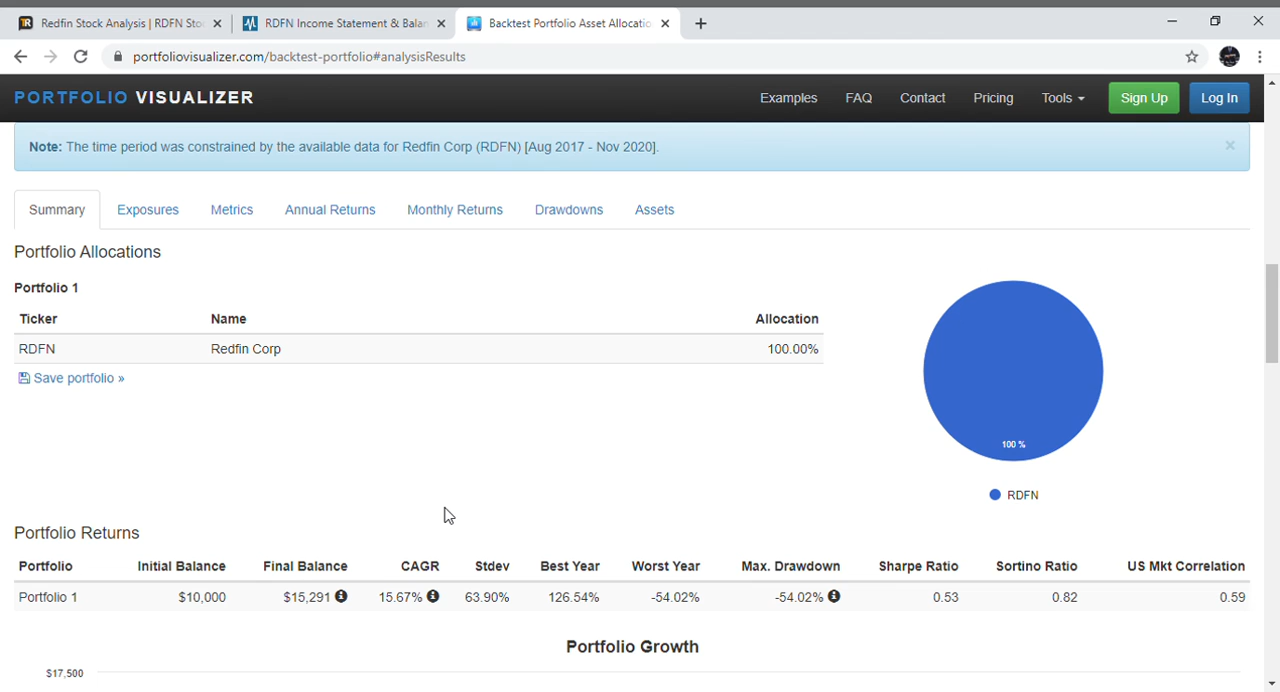 Redfin Stock Analysis | RDFN Stoc
RDFN Income Statement & Balan
Backtest Portfolio Asset Allocatio
portfoliovisualizer.com/backtest-portfolio#analysisResults
PORTFOLIO VISUALIZER
Examples FAQ Contact Pricing Tools Sign Up Log In
Note: The time period was constrained by the available data for Redfin Corp (RDFN) [Aug 2017 - Nov 2020].
Summary Exposures Metrics Annual Returns Monthly Returns Drawdowns Assets
Portfolio Allocations
Portfolio 1
Ticker Name Allocation
RDFN Redfin Corp 100.00%
Save portfolio »
100 %
RDFN
Portfolio Returns
Portfolio Initial Balance Final Balance CAGR Stdev Best Year Worst Year Max. Drawdown Sharpe Ratio Sortino Ratio US Mkt Correlation
Portfolio 1 $10,000 $15,291 15.67% 63.90% 126.54% -54.02% -54.02% 0.53 0.82 0.59
Portfolio Growth
$17,500